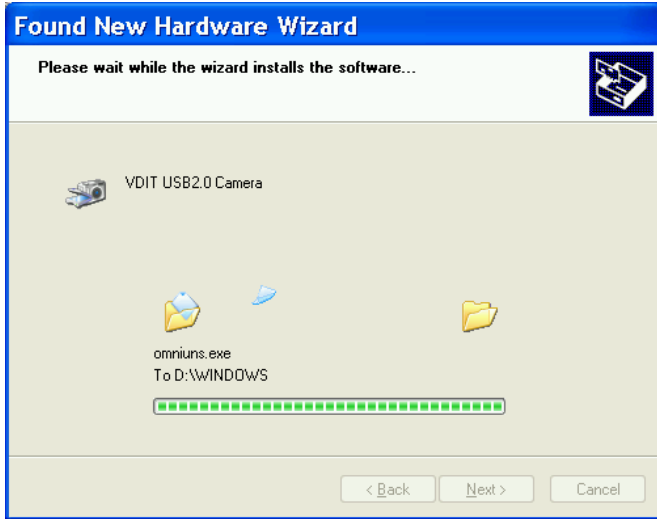 Found New Hardware Wizard
Please wait while the wizard installs the software...
VDIT USB2.0 Camera
omniuns.exe
To D:\WINDOWS
< Back Next > Cancel